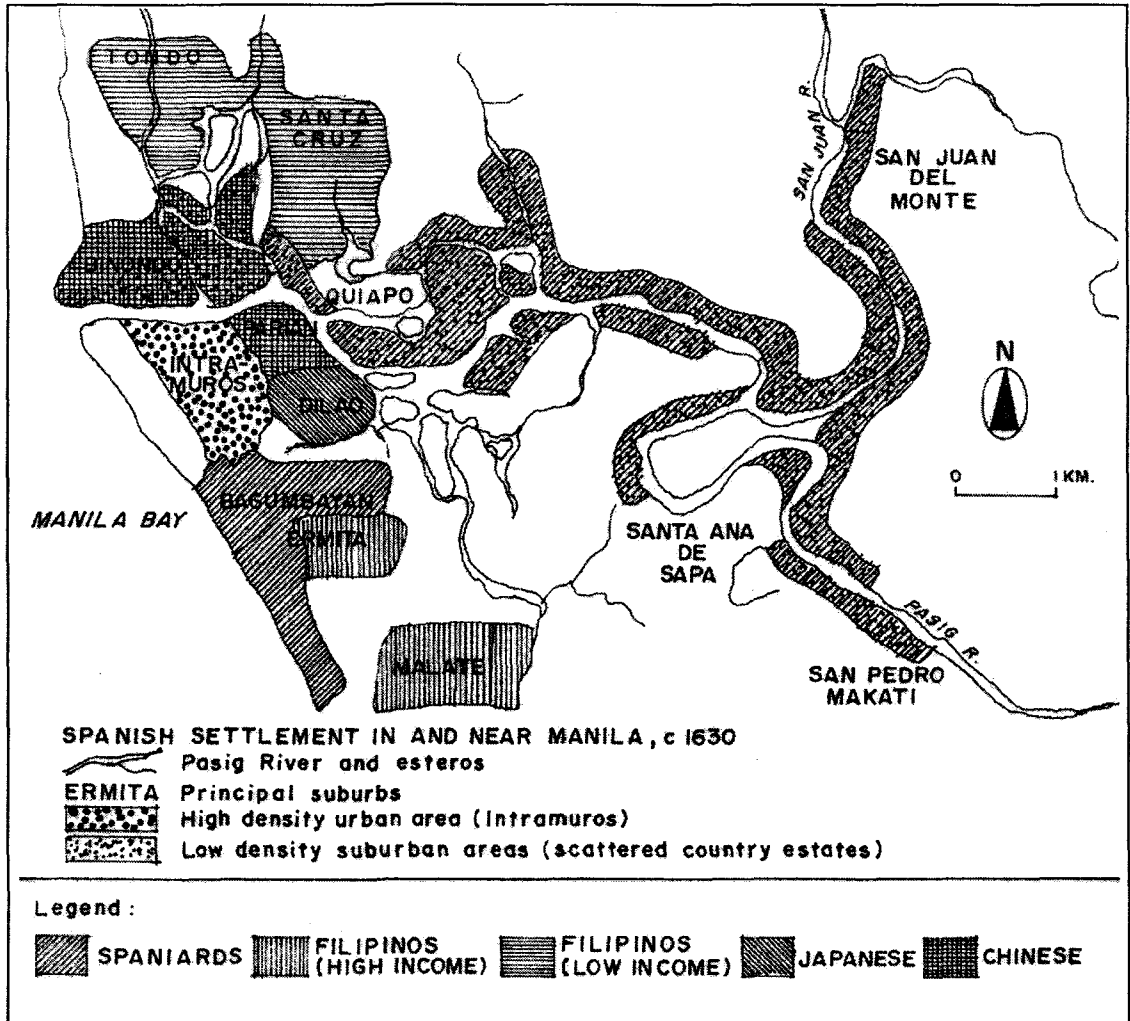 TONDO
SANTA
CRUZ
SAN JUAN R.
SAN JUAN
DEL
MONTE
BINONDO
QUIAPO
PARIAN
INTRA-
MUROS
DILAO
N
0 1 KM.
BAGUMBAYAN
MANILA BAY
ERMITA
SANTA ANA
DE
SAPA
PASIG R.
MALATE
SAN PEDRO
MAKATI
SPANISH SETTLEMENT IN AND NEAR MANILA, c 1630
Pasig River and esteros
ERMITA Principal suburbs
High density urban area (Intramuros)
Low density suburban areas (scattered country estates)
Legend :
SPANIARDS
FILIPINOS
(HIGH INCOME)
FILIPINOS
(LOW INCOME)
JAPANESE
CHINESE